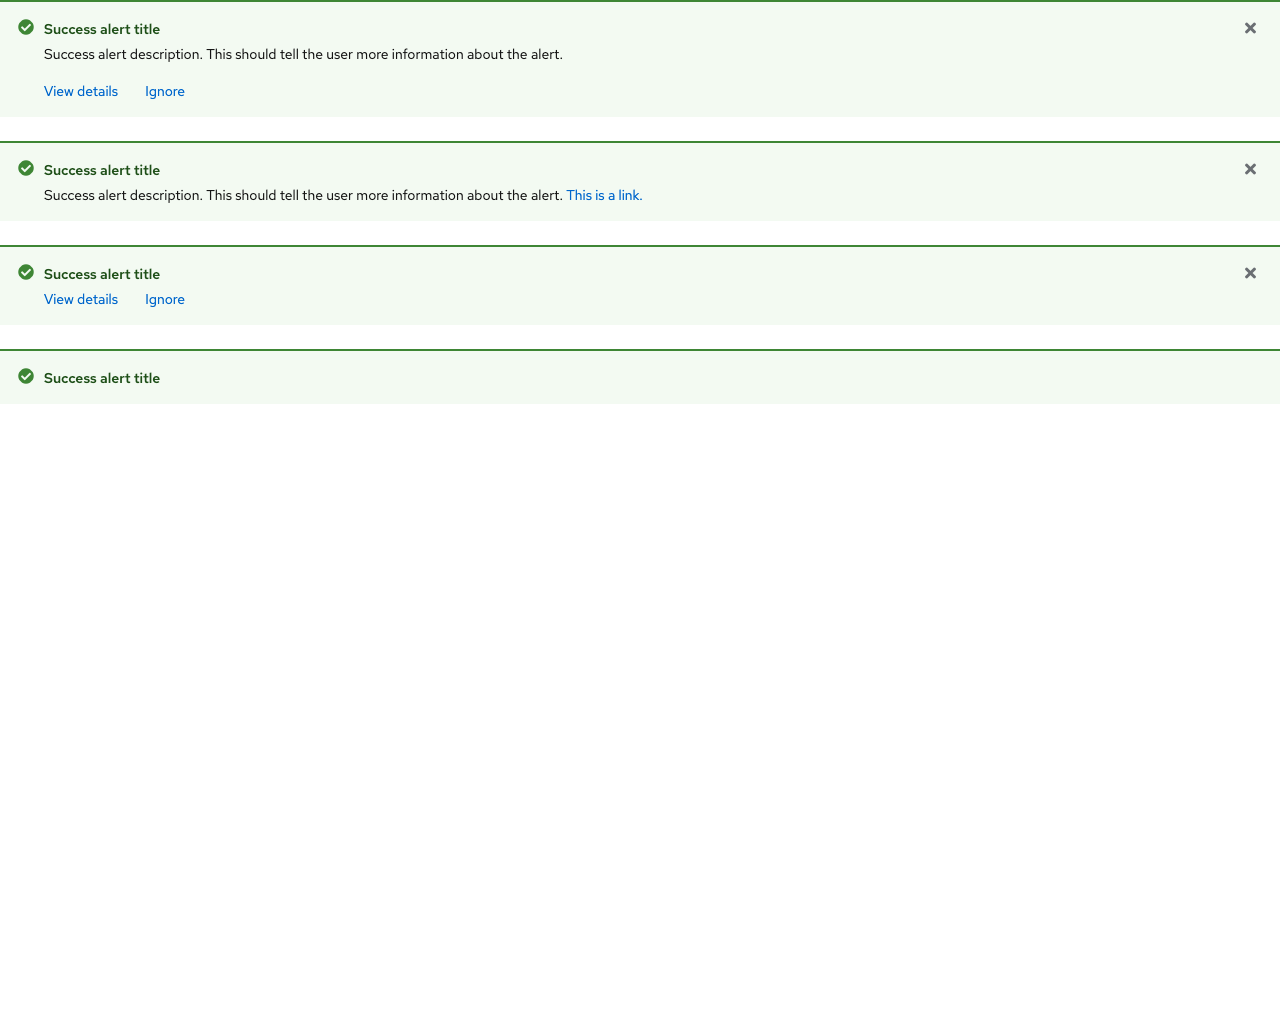 Success alert title
Success alert description. This should tell the user more information about the alert.
View details Ignore
Success alert title
Success alert description. This should tell the user more information about the alert. This is a link.
Success alert title
View details Ignore
Success alert title